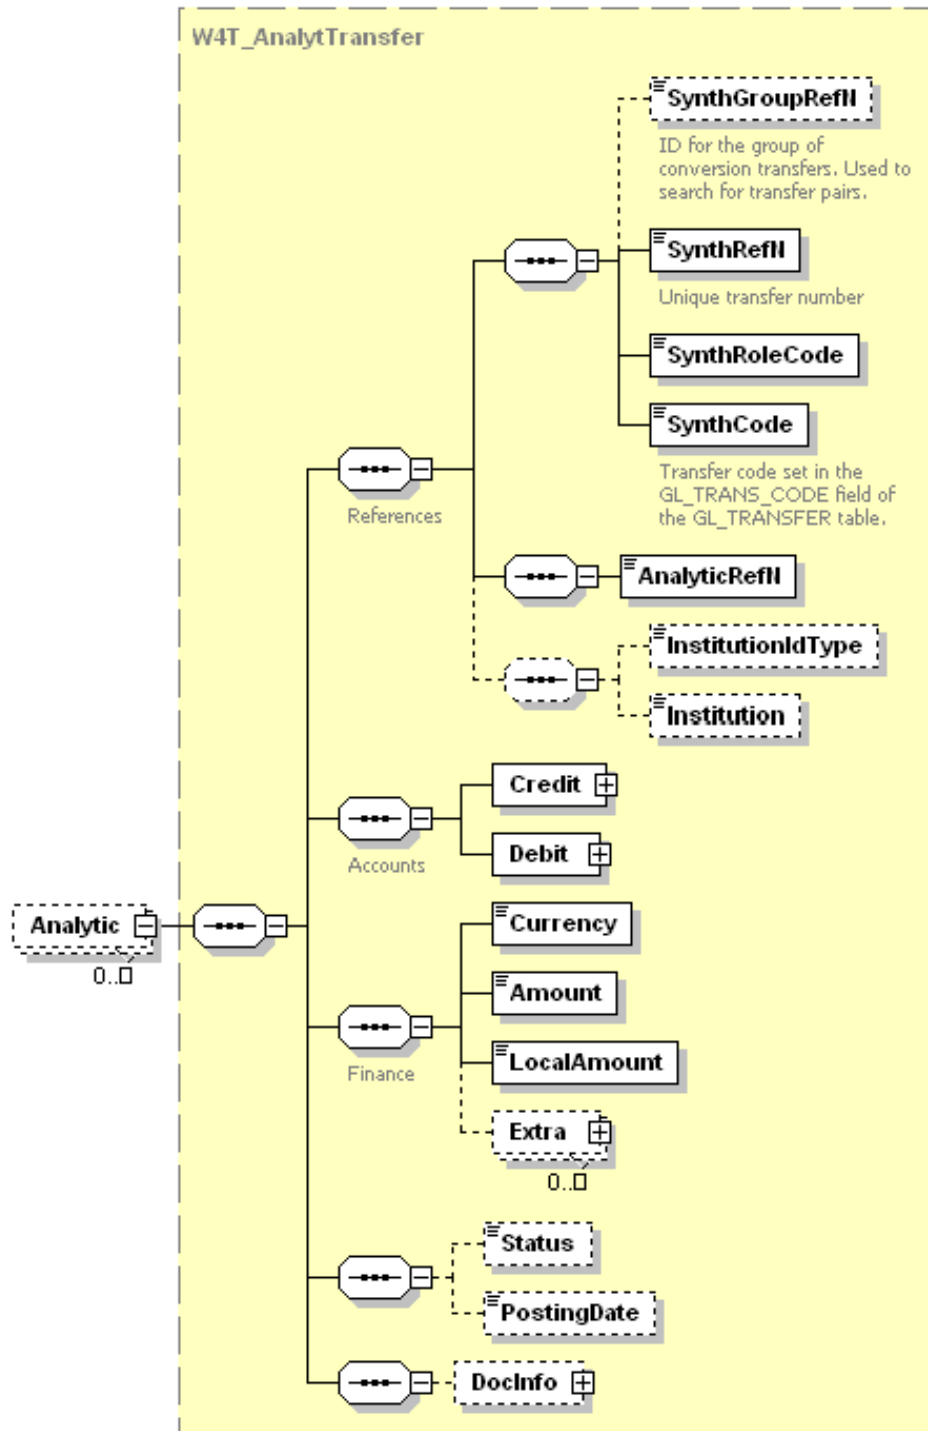 W4T_AnalytTransfer
SynthGroupRefN
ID for the group of
conversion transfers. Used to
search for transfer pairs.
SynthRefN
Unique transfer number
SynthRoleCode
SynthCode
Transfer code set in the
GL_TRANS_CODE field of
the GL_TRANSFER table.
References
AnalyticRefN
InstitutionIdType
Institution
Credit
Debit
Accounts
Analytic
0..□
Currency
Amount
LocalAmount
Finance
Extra
0..□
Status
PostingDate
DocInfo